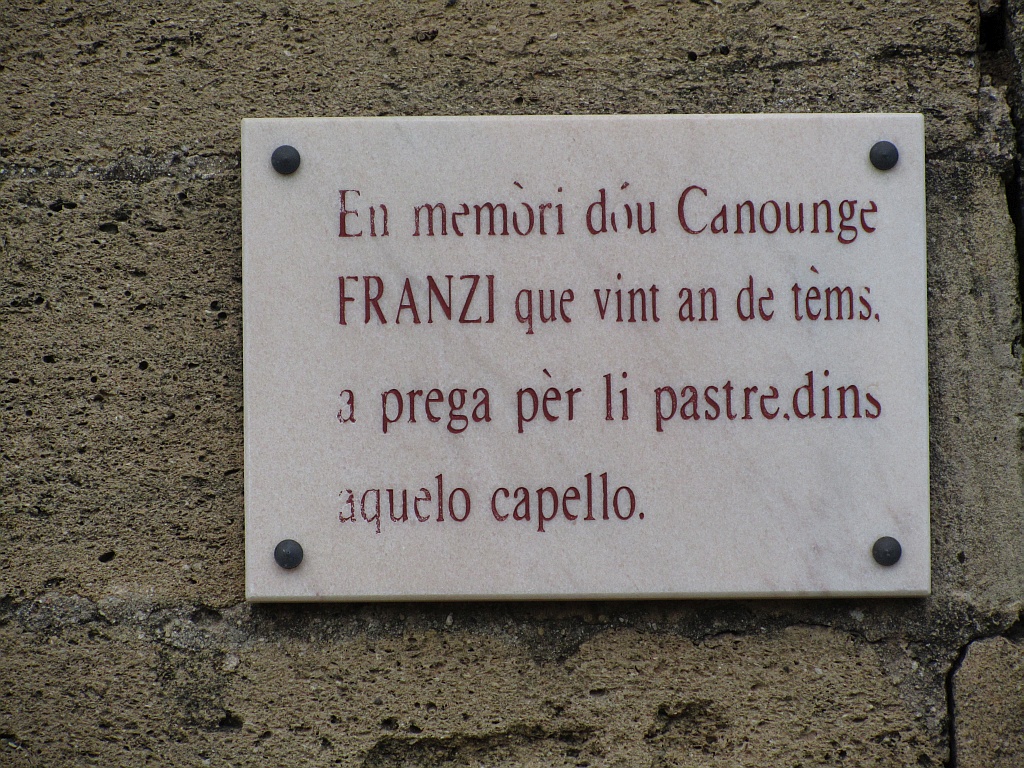 En memòri dóu Canounge
FRANZI que vint an de tèms,
a prega pèr li pastre,dins
aquelo capello.